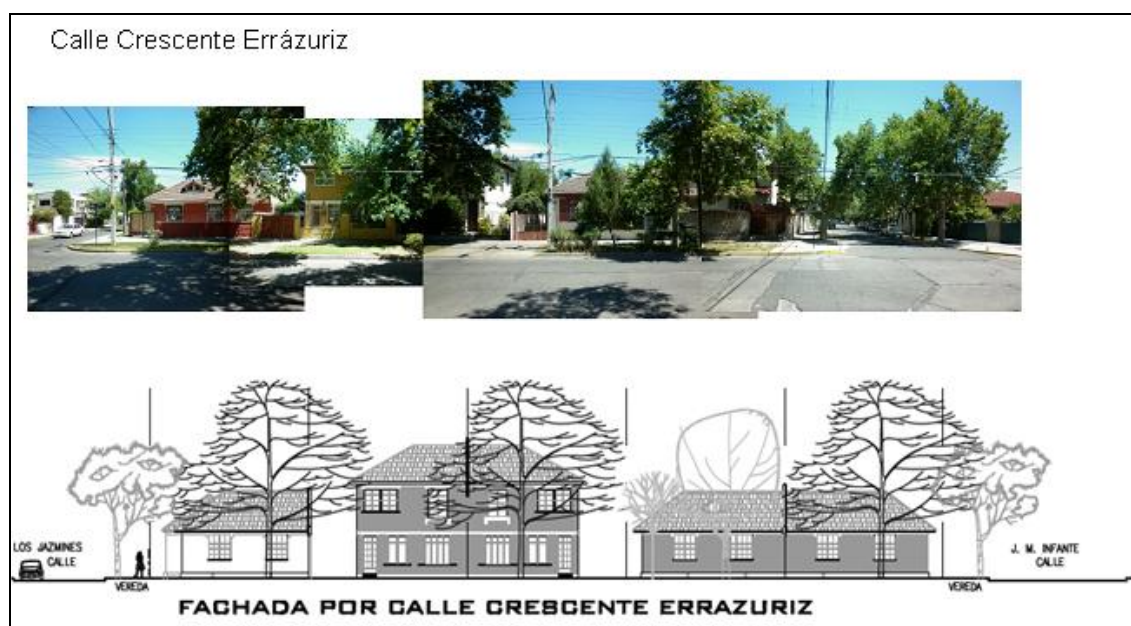 Calle Crescente Errázuriz
LOS JAZMINES
CALLE
VEREDA
J. M. INFANTE
CALLE
VEREDA
FACHADA POR CALLE CRESCENTE ERRAZURIZ